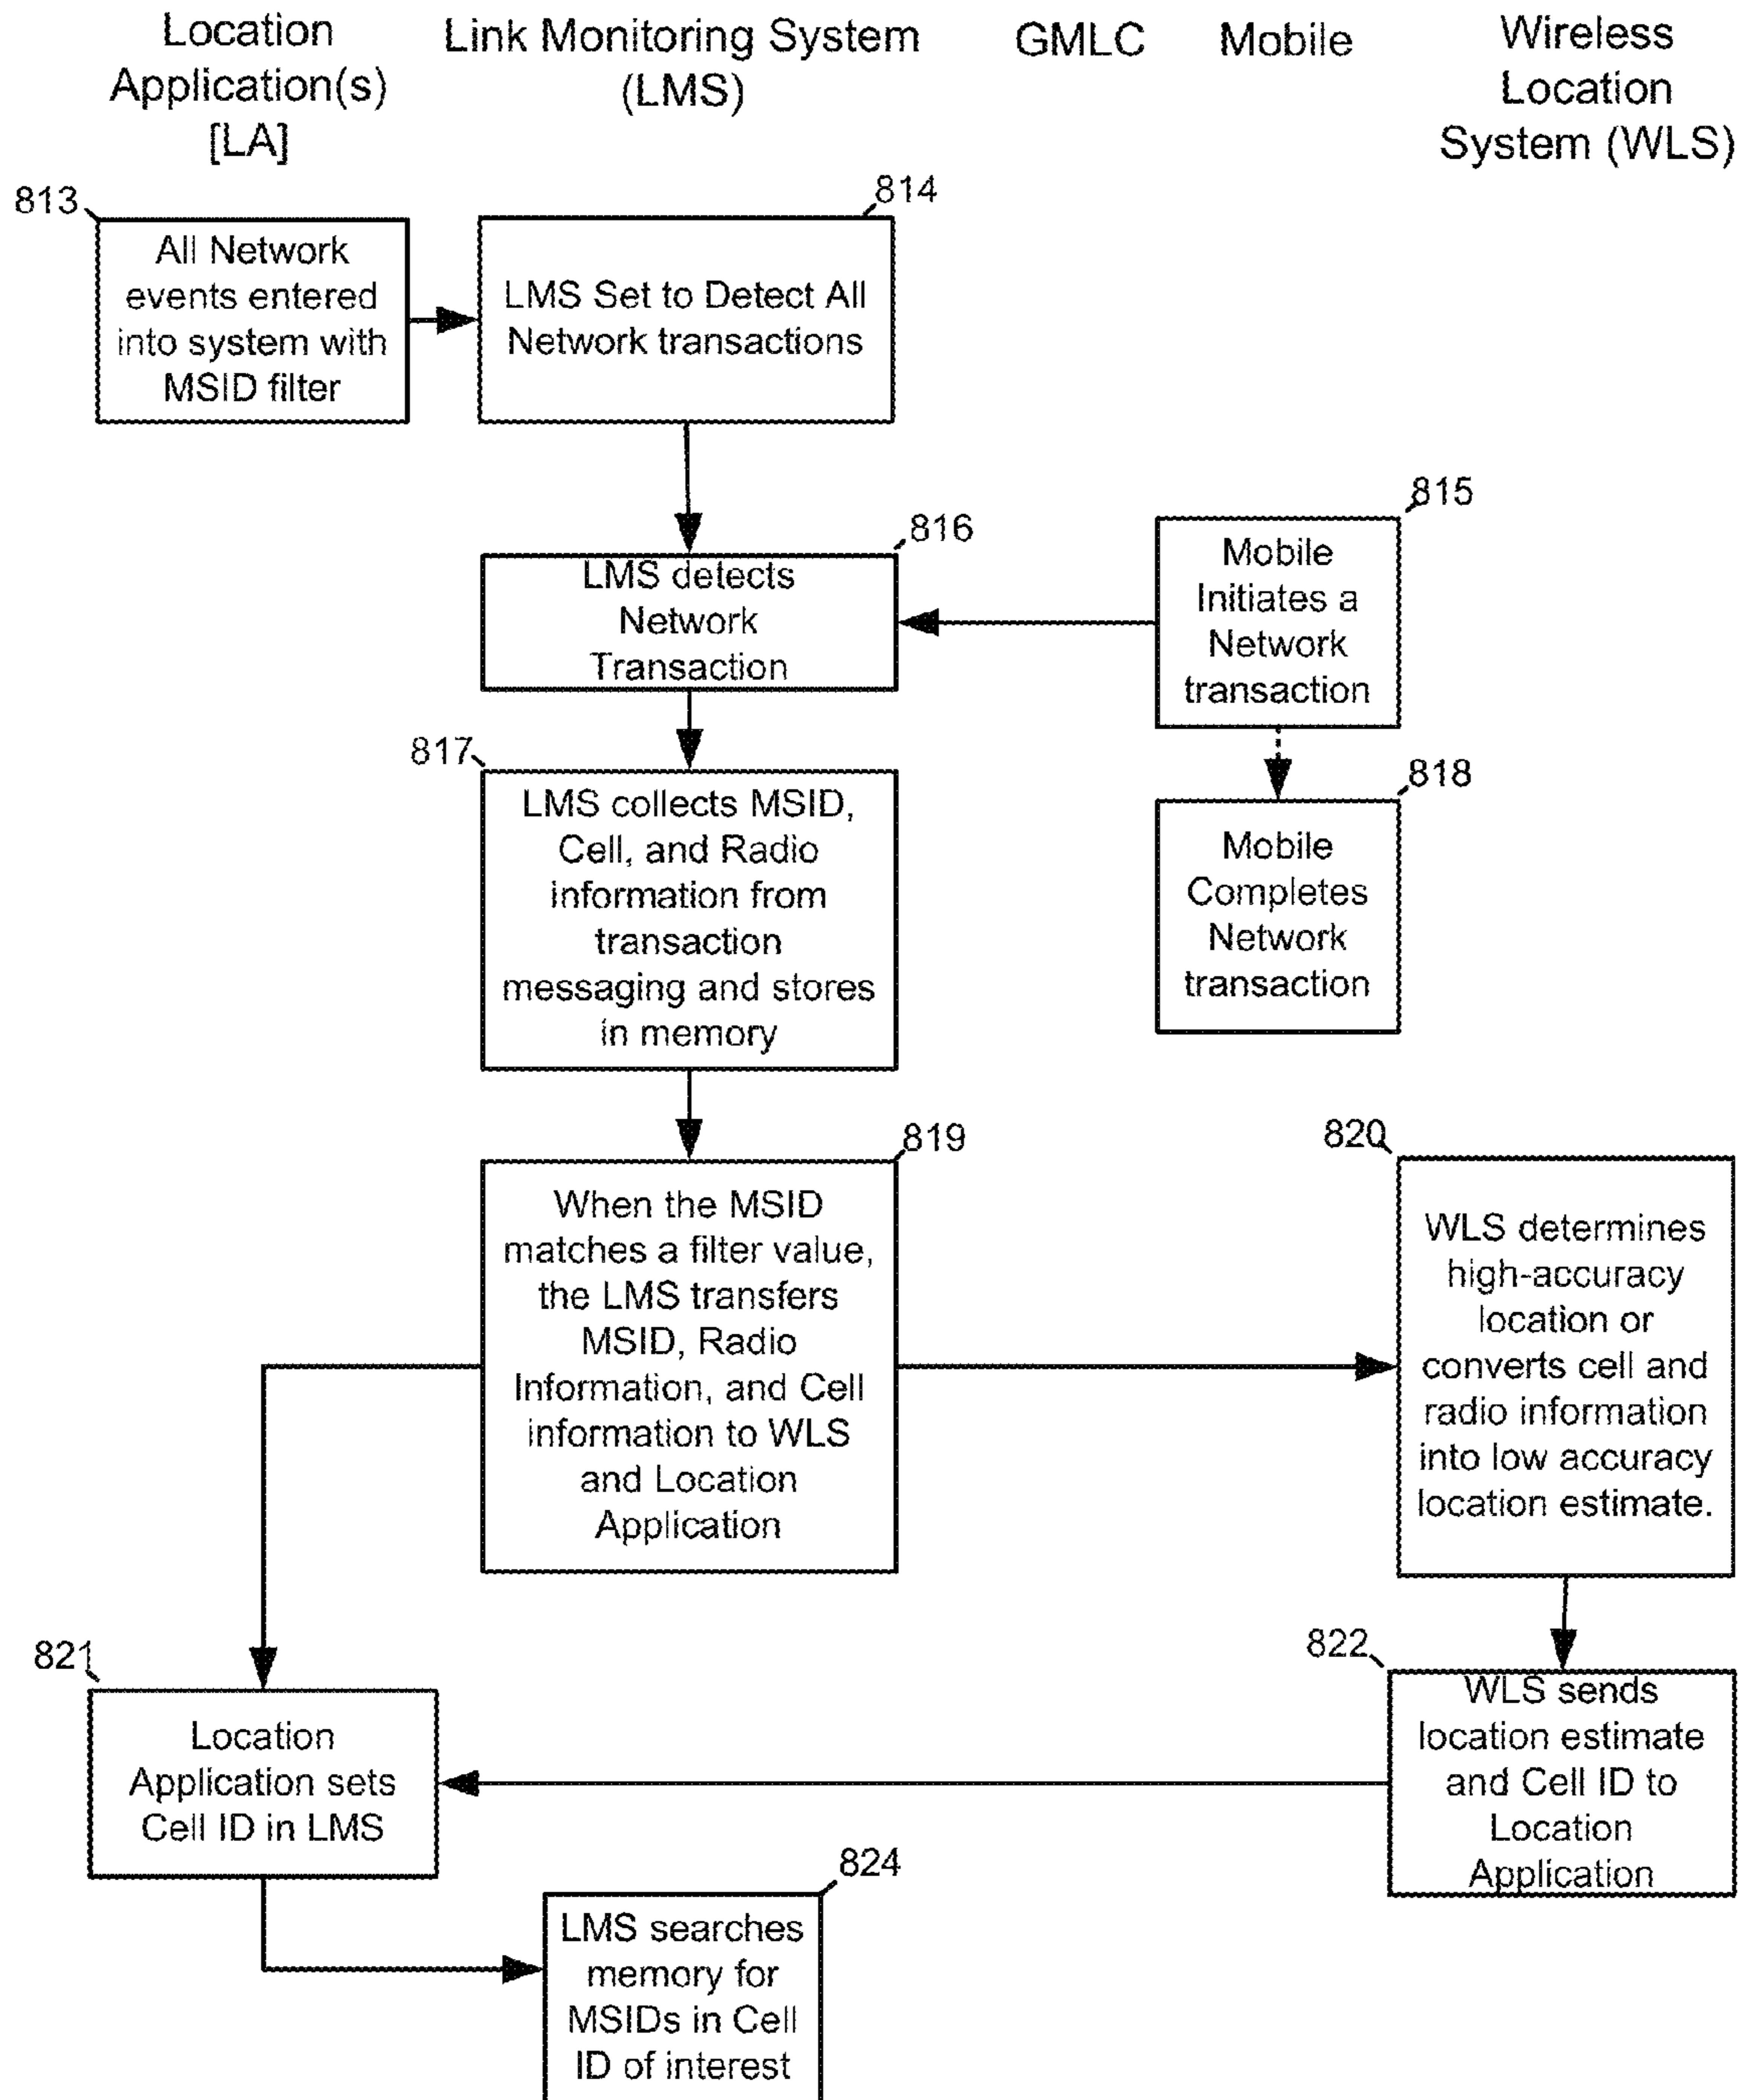 Location
Application(s)
[LA]
Link Monitoring System
(LMS)
GMLC
Mobile
Wireless
Location
System (WLS)
813
All Network
events entered
into system with
MSID filter
814
LMS Set to Detect All
Network transactions
815
Mobile
Initiates a
Network
transaction
816
LMS detects
Network
Transaction
817
LMS collects MSID,
Cell, and Radio
information from
transaction
messaging and stores
in memory
818
Mobile
Completes
Network
transaction
819
When the MSID
matches a filter value,
the LMS transfers
MSID, Radio
Information, and Cell
information to WLS
and Location
Application
820
WLS determines
high-accuracy
location or
converts cell and
radio information
into low accuracy
location estimate.
821
Location
Application sets
Cell ID in LMS
822
WLS sends
location estimate
and Cell ID to
Location
Application
824
LMS searches
memory for
MSIDs in Cell
ID of interest